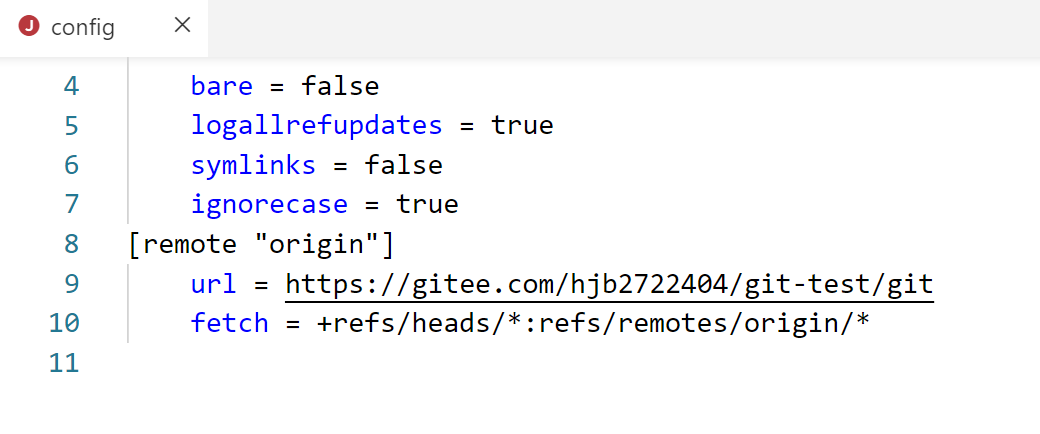 J config ×
4 bare = false
5 logallrefupdates = true
6 symlinks = false
7 ignorecase = true
8 [remote "origin"]
9 url = https://gitee.com/hjb2722404/git-test/git
10 fetch = +refs/heads/*:refs/remotes/origin/*
11